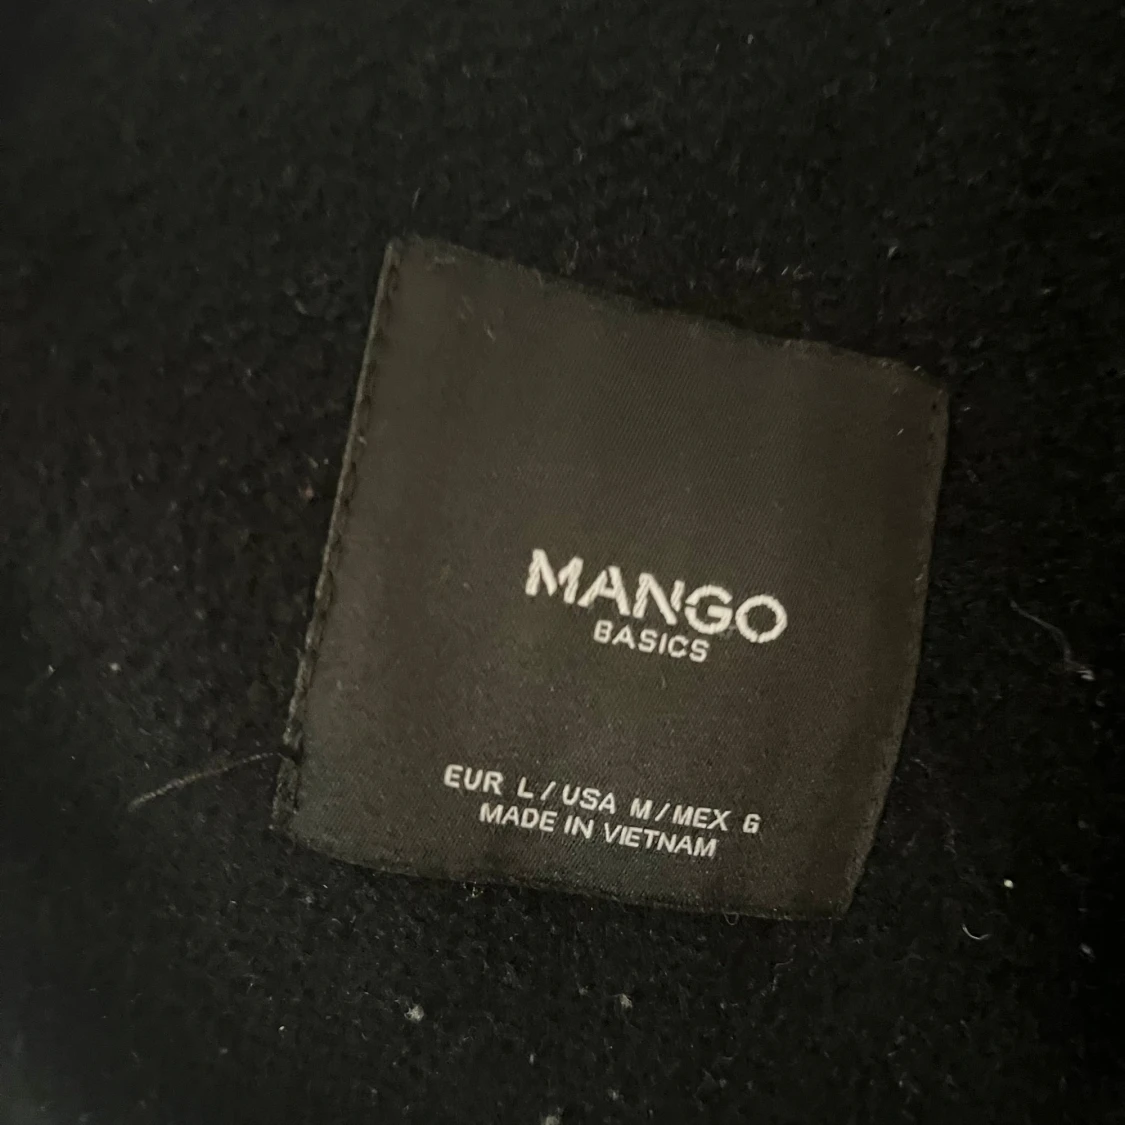 MANGO
BASICS
EUR L / USA M / MEX G
MADE IN VIETNAM